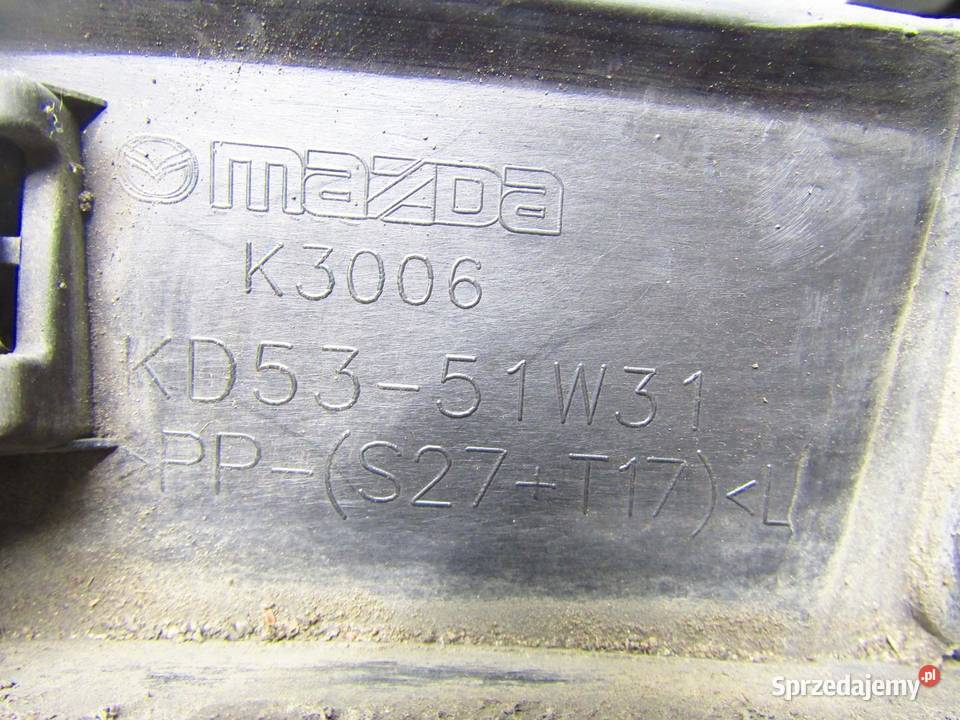 mazda
K3006
KD53-51W31
>PP-(S27+T17)<L
Sprzedajemy.pl